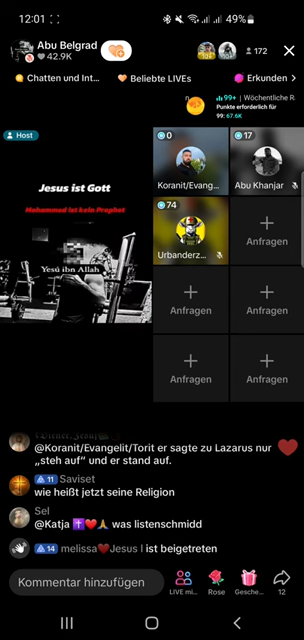 12:01
49%
Abu Belgrad
42.9K
172
Chatten und Int...
Beliebte LIVEs
Erkunden >
99+ | Wöchentliche R
Punkte erforderlich für
99: 67.6K
Host
Jesus ist Gott
Mohammad ist kein Prophet
Yesú ibn Allah
0
Koranit/Evang...
17
Abu Khanjar
74
Urbanderz...
Anfragen
Anfragen
Anfragen
Anfragen
Anfragen
@Koranit/Evangelit/Torit er sagte zu Lazarus nur
„steh auf“ und er stand auf.
11 Saviset
wie heißt jetzt seine Religion
Sel
@Katja ✝️❤️🙏 was listenschmidd
14 melissa❤️Jesus l ist beigetreten
Kommentar hinzufügen
LIVE mi...
Rose
Gesche...
12